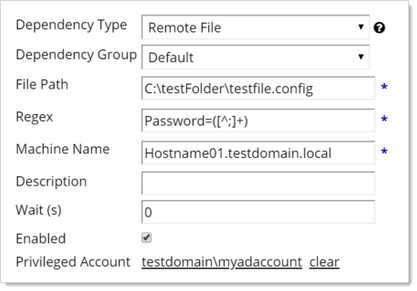 Dependency Type Remote File
Dependency Group Default
File Path C:\testFolder\testfile.config *
Regex Password=([^;]+) *
Machine Name Hostname01.testdomain.local *
Description
Wait (s) 0
Enabled
Privileged Account testdomain\myadaccount clear